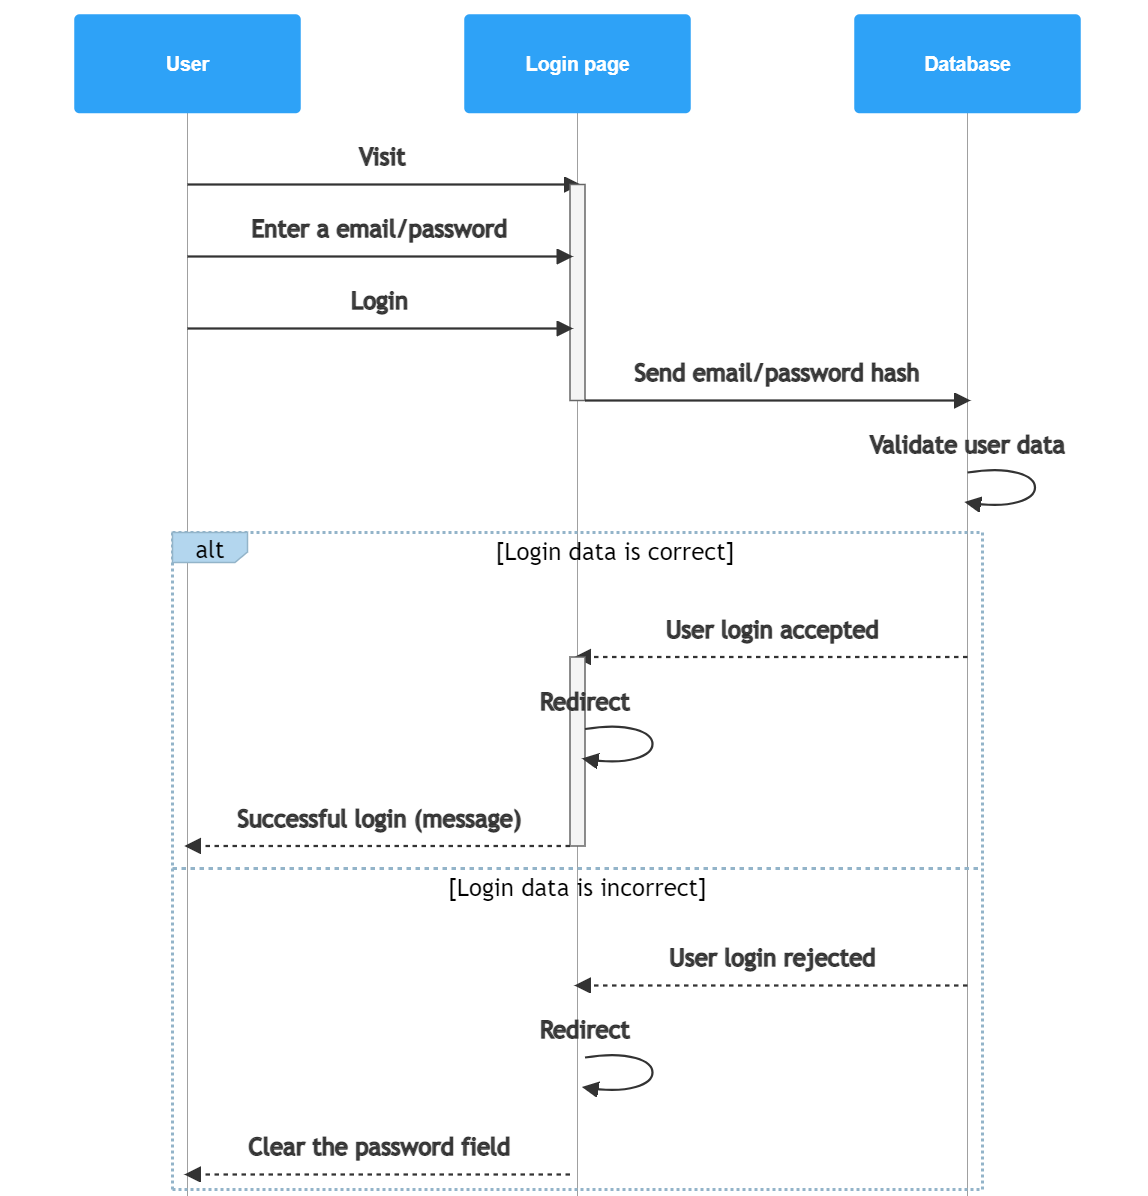 User
Login page
Database
Visit
Enter a email/password
Login
Send email/password hash
Validate user data
alt
[Login data is correct]
User login accepted
Redirect
Successful login (message)
[Login data is incorrect]
User login rejected
Redirect
Clear the password field